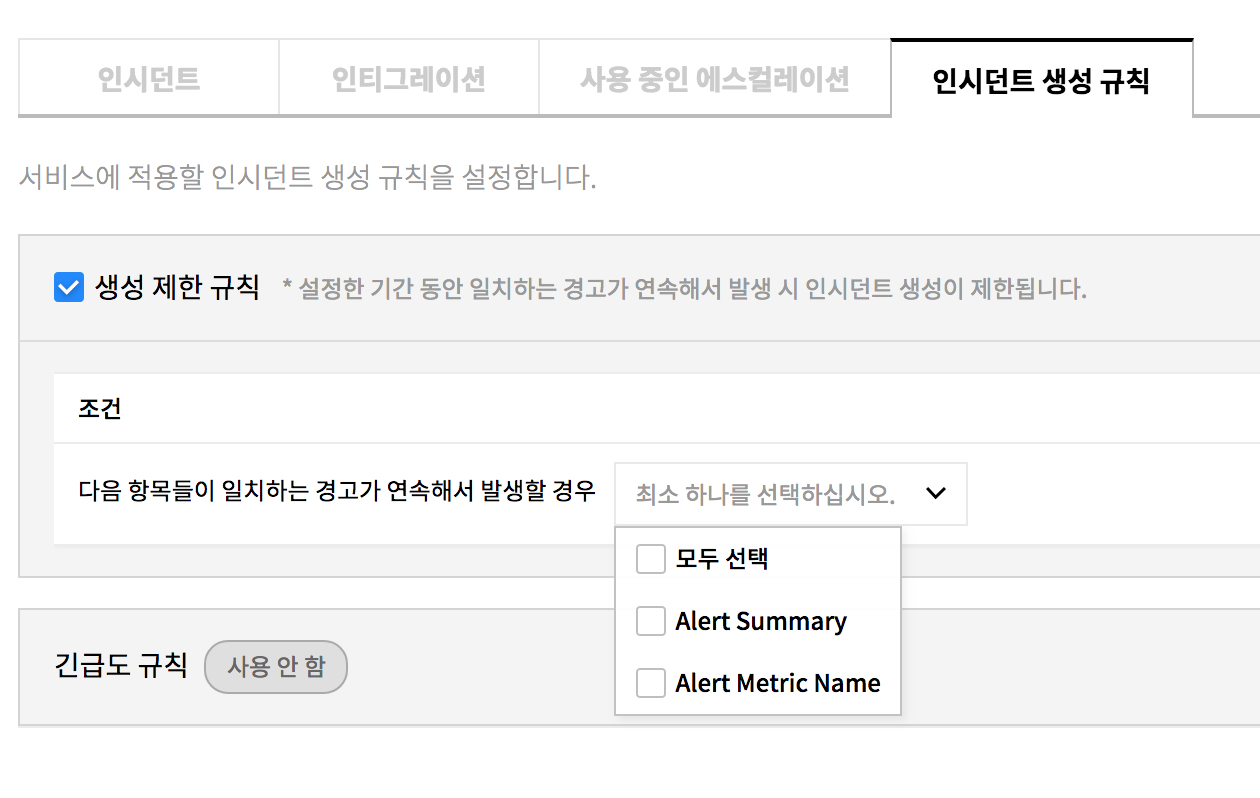 인시던트
인티그레이션
사용 중인 에스컬레이션
인시던트 생성 규칙
서비스에 적용할 인시던트 생성 규칙을 설정합니다.
생성 제한 규칙 * 설정한 기간 동안 일치하는 경고가 연속해서 발생 시 인시던트 생성이 제한됩니다.
조건
다음 항목들이 일치하는 경고가 연속해서 발생할 경우 최소 하나를 선택하십시오.
모두 선택
Alert Summary
Alert Metric Name
긴급도 규칙 사용 안 함